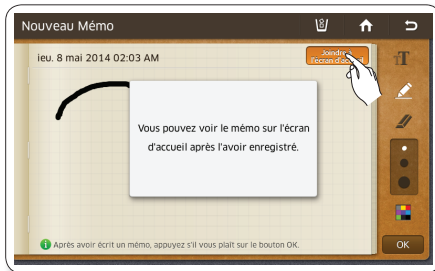 Nouveau Mémo
jeu. 8 mai 2014 02:03 AM
Joindre à
l'écran d'accueil
Vous pouvez voir le mémo sur l'écran
d'accueil après l'avoir enregistré.
Après avoir écrit un mémo, appuyez s'il vous plaît sur le bouton OK.
OK